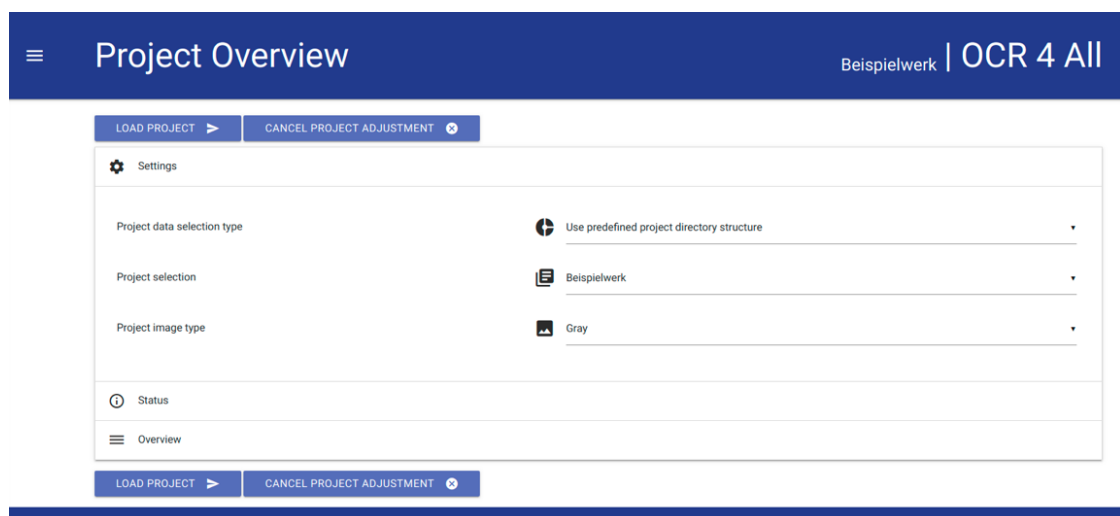 Project Overview
Beispielwerk | OCR 4 All
LOAD PROJECT
CANCEL PROJECT ADJUSTMENT
Settings
Project data selection type
Use predefined project directory structure
Project selection
Beispielwerk
Project image type
Gray
Status
Overview
LOAD PROJECT
CANCEL PROJECT ADJUSTMENT